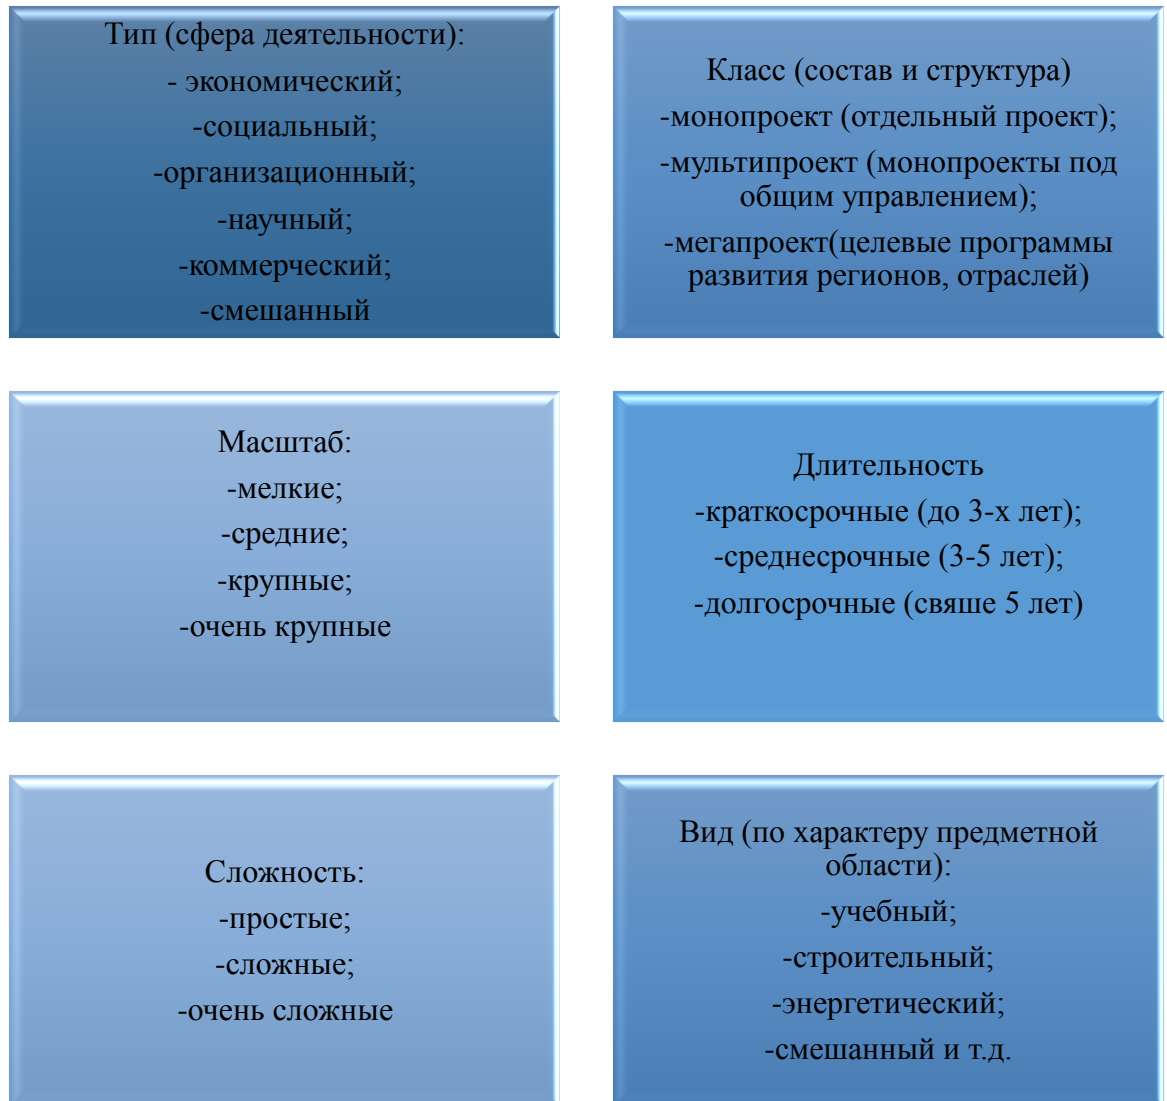 Тип (сфера деятельности):
- экономический;
-социальный;
-организационный;
-научный;
-коммерческий;
-смешанный
Класс (состав и структура)
-монопроект (отдельный проект);
-мультипроект (монопроекты под
общим управлением);
-мегапроект(целевые программы
развития регионов, отраслей)
Масштаб:
-мелкие;
-средние;
-крупные;
-очень крупные
Длительность
-краткосрочные (до 3-х лет);
-среднесрочные (3-5 лет);
-долгосрочные (свяше 5 лет)
Сложность:
-простые;
-сложные;
-очень сложные
Вид (по характеру предметной
области):
-учебный;
-строительный;
-энергетический;
-смешанный и т.д.